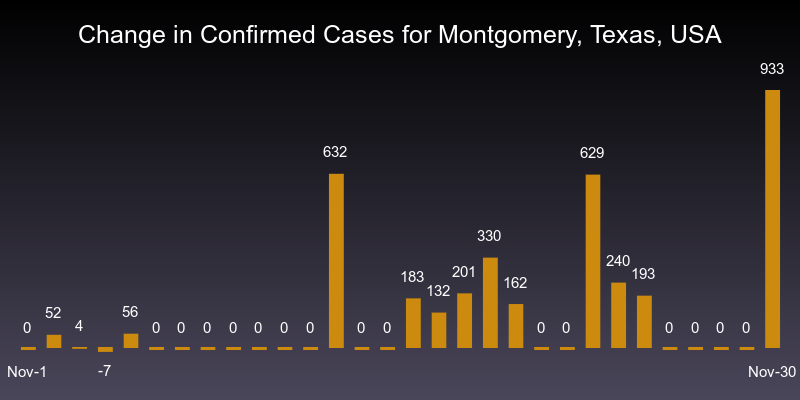 Change in Confirmed Cases for Montgomery, Texas, USA
0 52 4 -7 56 0 0 0 0 0 0 0 632 0 0 183 132 201 330 162 0 0 629 240 193 0 0 0 0 933
Nov-1 Nov-30